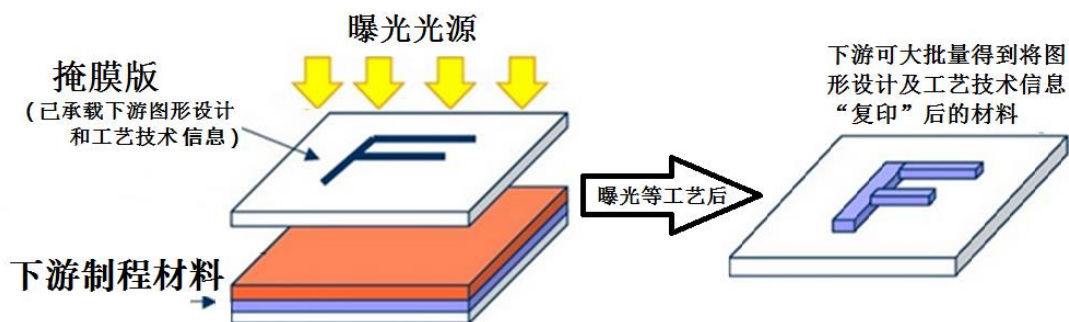 曝光光源
掩膜版
(已承载下游图形设计
和工艺技术信息)
下游制程材料
曝光等工艺后
下游可大批量得到将图
形设计及工艺技术信息
“复印”后的材料